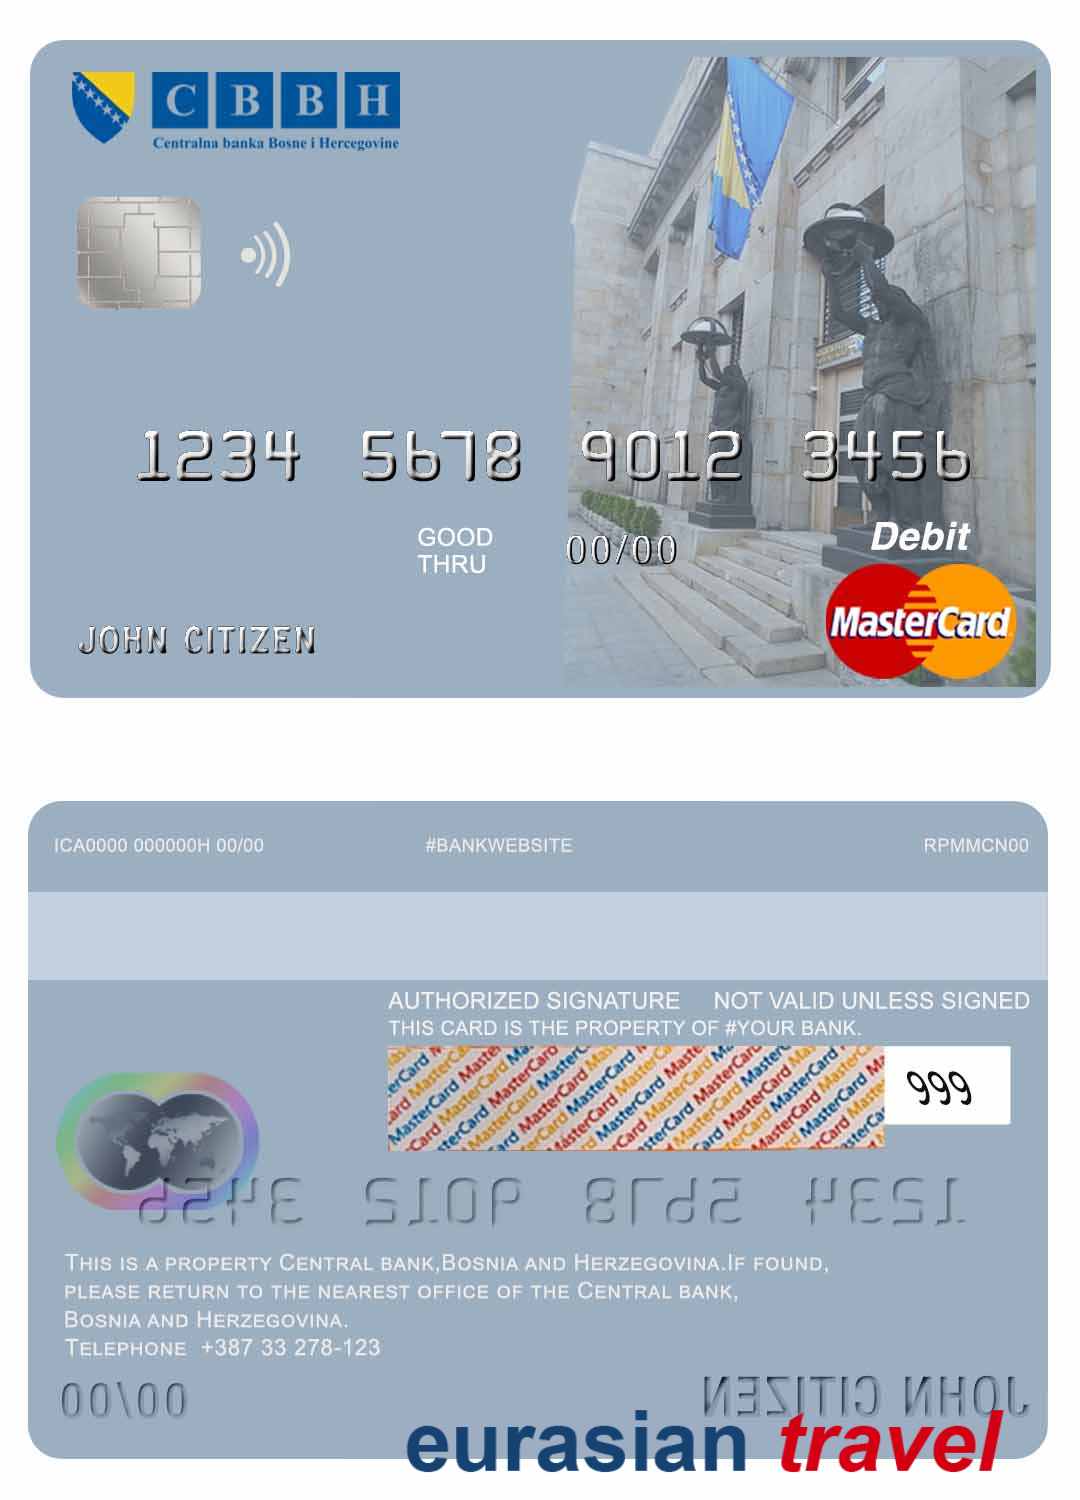 CBBH
Centralna banka Bosne i Hercegovine
1234 5678 9012 3456
GOOD
THRU
00/00
Debit
MasterCard
JOHN CITIZEN
ICA0000 000000H 00/00 #BANKWEBSITE RPMMCN00
AUTHORIZED SIGNATURE NOT VALID UNLESS SIGNED
THIS CARD IS THE PROPERTY OF #YOUR BANK.
MasterCard MasterCard MasterCard
999
1234 5678 9012 3456
THIS IS A PROPERTY CENTRAL BANK,BOSNIA AND HERZEGOVINA.IF FOUND,
PLEASE RETURN TO THE NEAREST OFFICE OF THE CENTRAL BANK,
BOSNIA AND HERZEGOVINA.
TELEPHONE +387 33 278-123
00/00
JOHN CITIZEN
eurasian travel